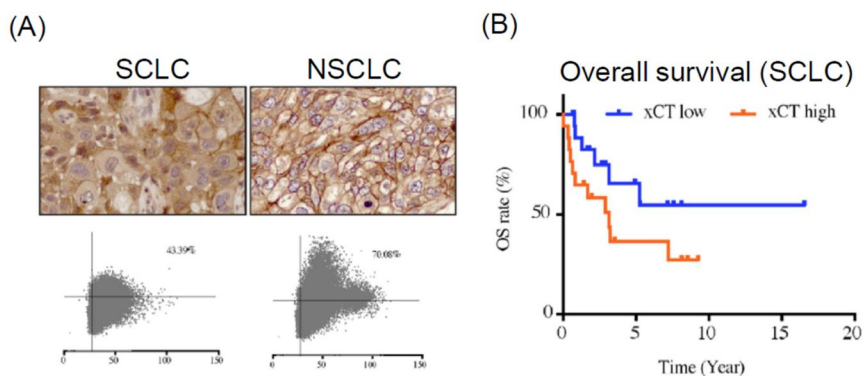 (A)
SCLC
NSCLC
43.39%
70.08%
0
50
100
150
0
50
100
150
(B)
Overall survival (SCLC)
xCT low
xCT high
100
50
0
OS rate (%)
0
5
10
15
20
Time (Year)